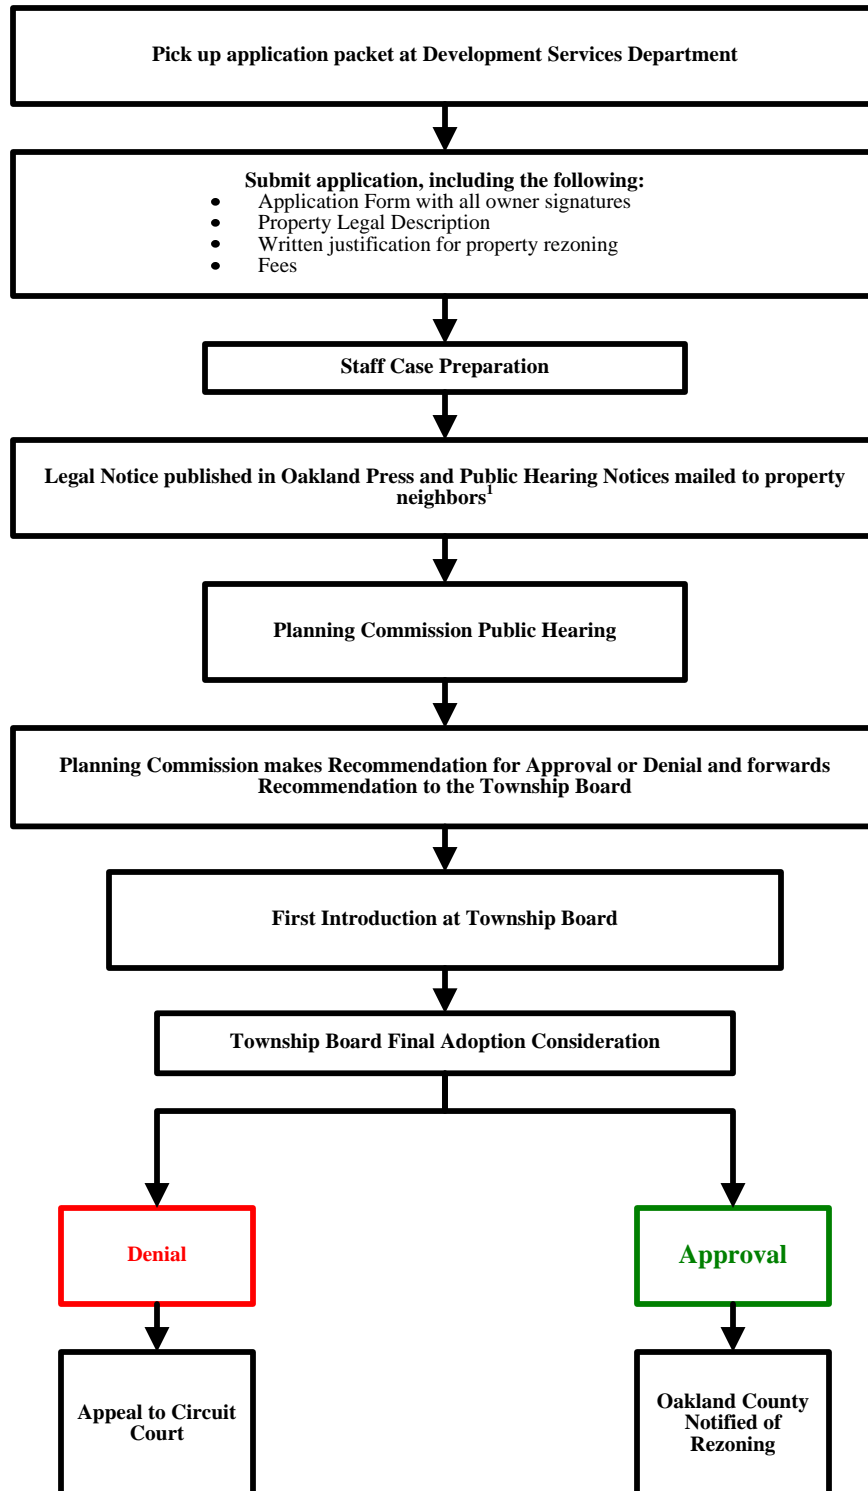 Pick up application packet at Development Services Department
Submit application, including the following:
• Application Form with all owner signatures
• Property Legal Description
• Written justification for property rezoning
• Fees
Staff Case Preparation
Legal Notice published in Oakland Press and Public Hearing Notices mailed to property
neighbors¹
Planning Commission Public Hearing
Planning Commission makes Recommendation for Approval or Denial and forwards
Recommendation to the Township Board
First Introduction at Township Board
Township Board Final Adoption Consideration
Denial
Approval
Appeal to Circuit
Court
Oakland County
Notified of
Rezoning